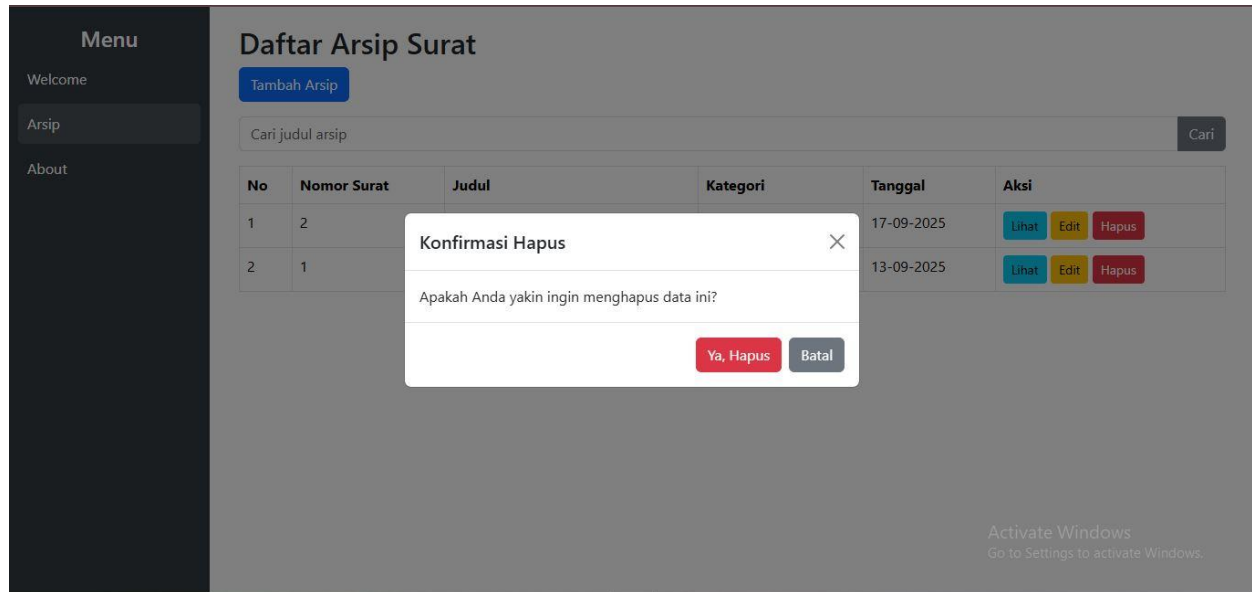 Menu
Welcome
Arsip
About
Daftar Arsip Surat
Tambah Arsip
Cari judul arsip Cari
No Nomor Surat Judul Kategori Tanggal Aksi
1 2 17-09-2025 Lihat Edit Hapus
2 1 13-09-2025 Lihat Edit Hapus
Konfirmasi Hapus
Apakah Anda yakin ingin menghapus data ini?
Ya, Hapus Batal
Activate Windows
Go to Settings to activate Windows.